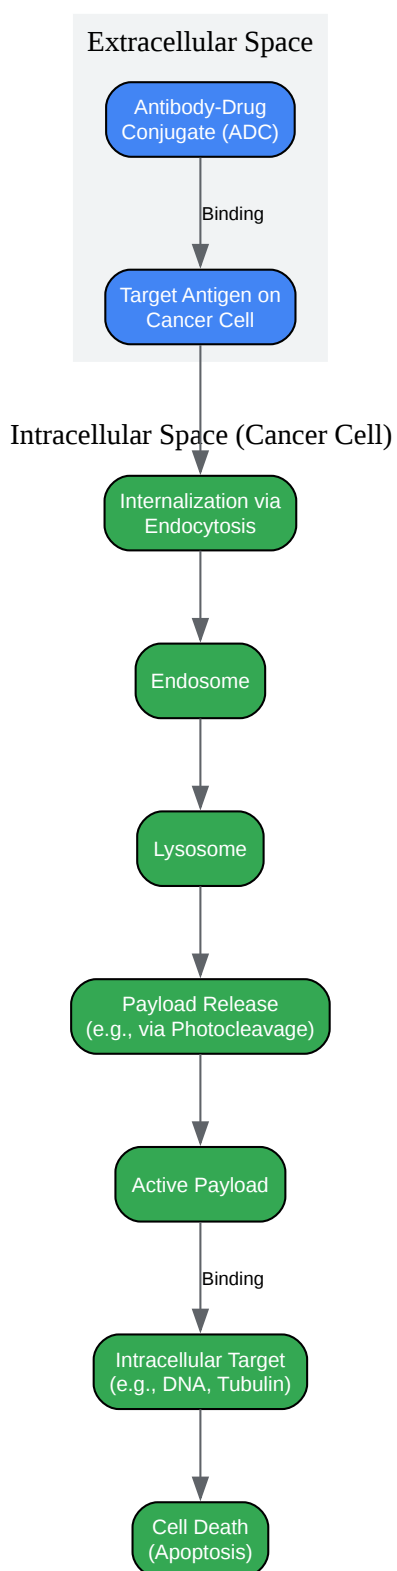 Extracellular Space
Antibody-Drug
Conjugate (ADC)
Binding
Target Antigen on
Cancer Cell
Intracellular Space (Cancer Cell)
Internalization via
Endocytosis
Endosome
Lysosome
Payload Release
(e.g., via Photocleavage)
Active Payload
Binding
Intracellular Target
(e.g., DNA, Tubulin)
Cell Death
(Apoptosis)